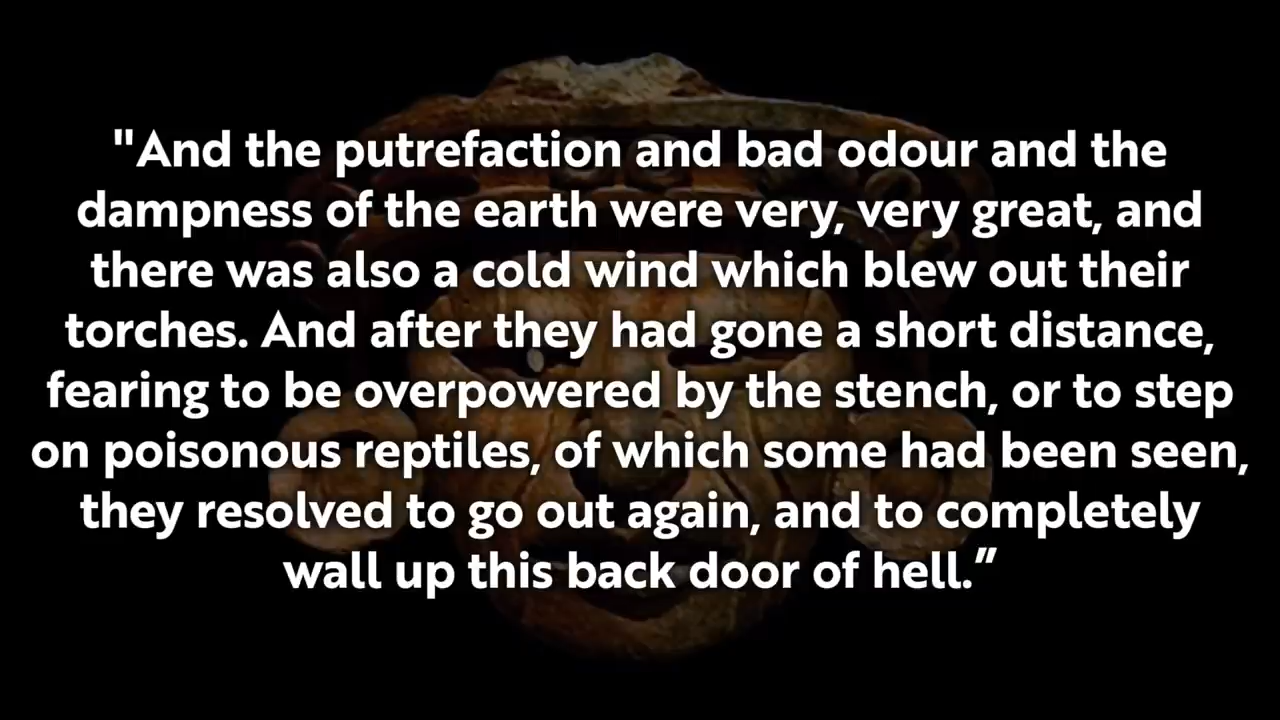 "And the putrefaction and bad odour and the
dampness of the earth were very, very great, and
there was also a cold wind which blew out their
torches. And after they had gone a short distance,
fearing to be overpowered by the stench, or to step
on poisonous reptiles, of which some had been seen,
they resolved to go out again, and to completely
wall up this back door of hell.”